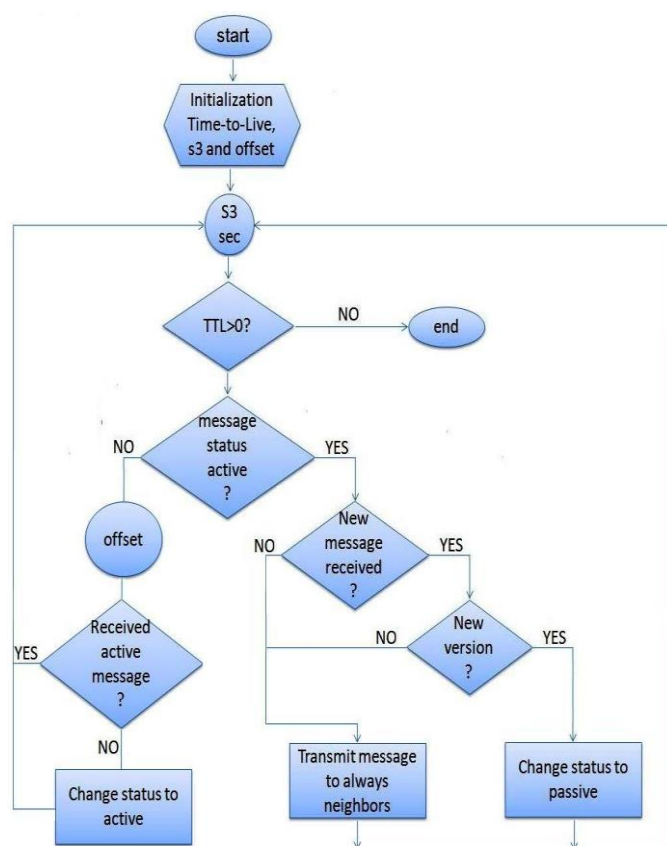 start
Initialization
Time-to-Live,
s3 and offset
S3
sec
TTL>0?
NO
end
message
status
active
?
NO
YES
offset
New
message
received
?
NO
YES
Received
active
message
?
YES
NO
New
version
?
NO
YES
Change status to
active
Transmit message
to always
neighbors
Change status to
passive